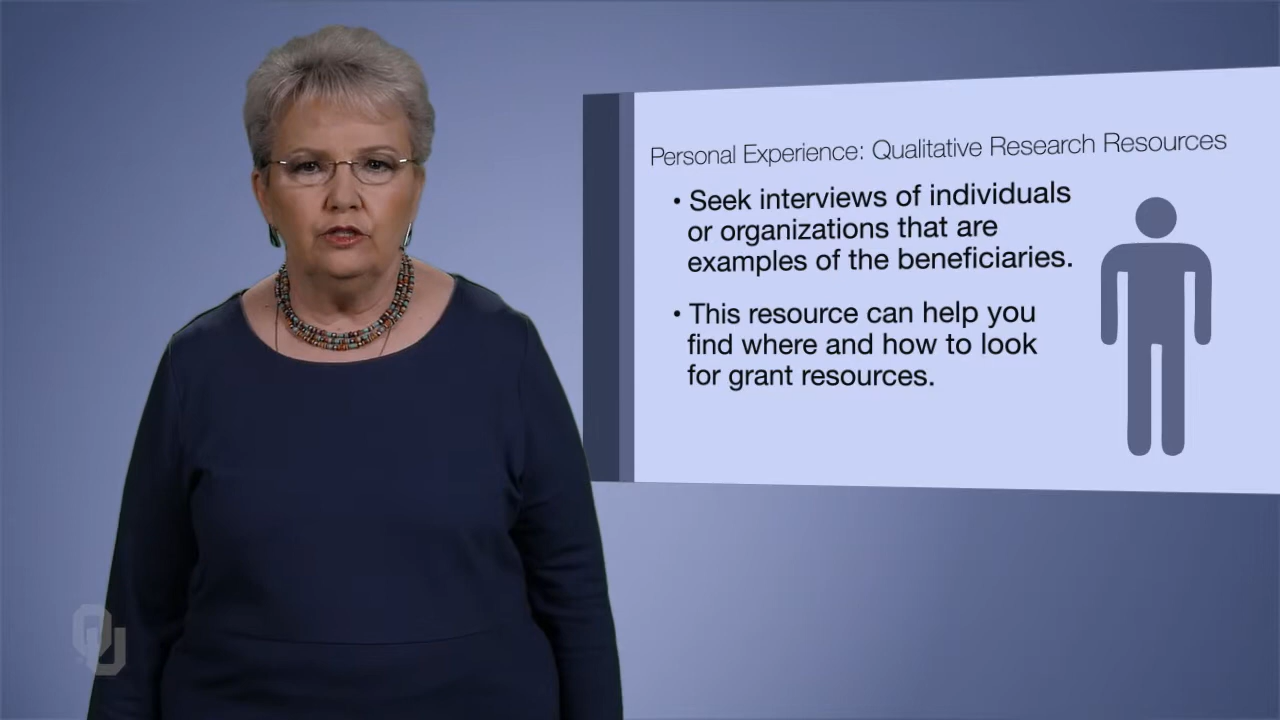 Personal Experience: Qualitative Research Resources
• Seek interviews of individuals
or organizations that are
examples of the beneficiaries.
• This resource can help you
find where and how to look
for grant resources.
OU